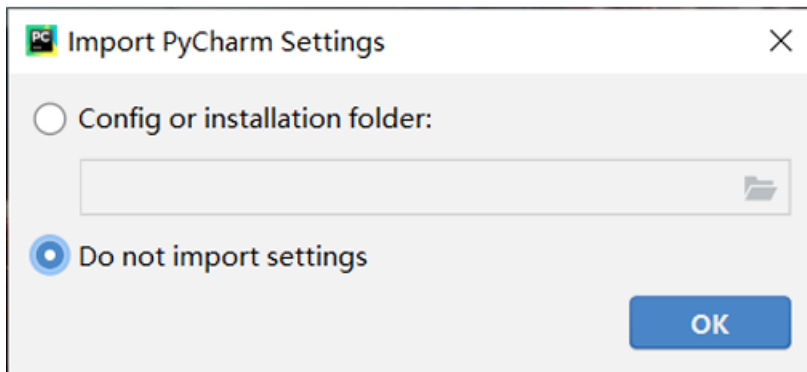 PC
Import PyCharm Settings
Config or installation folder:
Do not import settings
OK